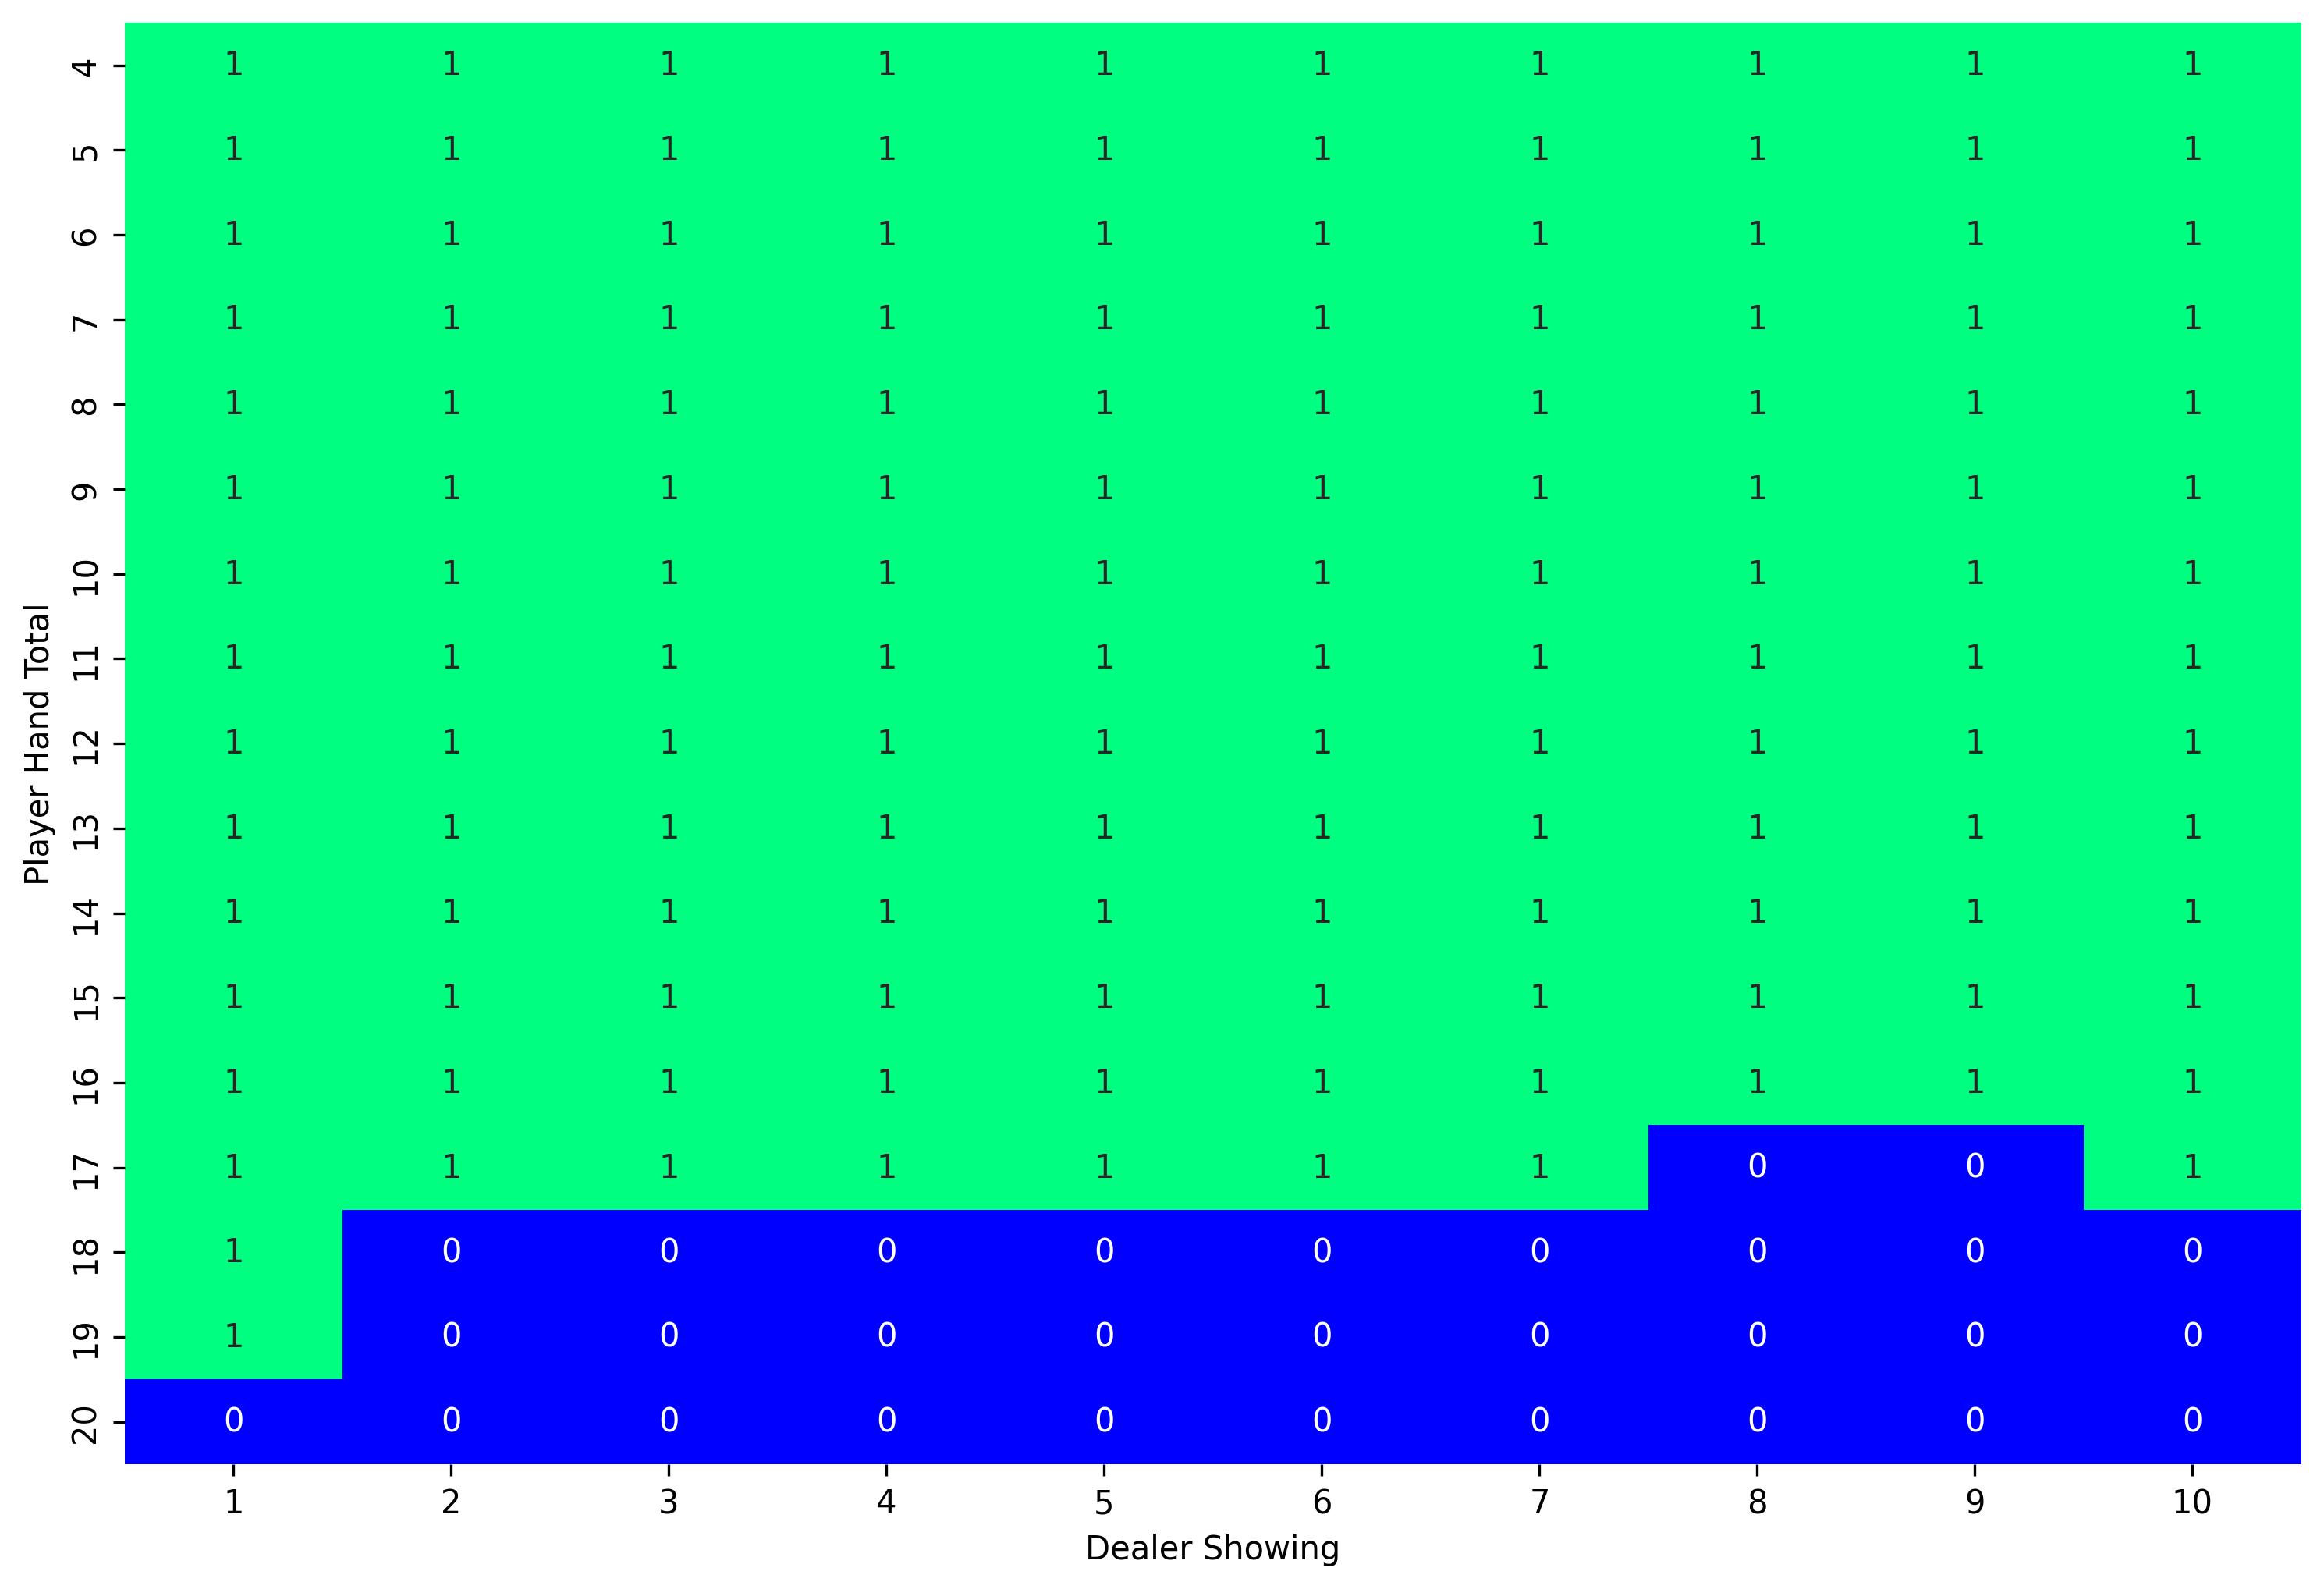 Player Hand Total
4 1 1 1 1 1 1 1 1 1 1
5 1 1 1 1 1 1 1 1 1 1
6 1 1 1 1 1 1 1 1 1 1
7 1 1 1 1 1 1 1 1 1 1
8 1 1 1 1 1 1 1 1 1 1
9 1 1 1 1 1 1 1 1 1 1
10 1 1 1 1 1 1 1 1 1 1
11 1 1 1 1 1 1 1 1 1 1
12 1 1 1 1 1 1 1 1 1 1
13 1 1 1 1 1 1 1 1 1 1
14 1 1 1 1 1 1 1 1 1 1
15 1 1 1 1 1 1 1 1 1 1
16 1 1 1 1 1 1 1 1 1 1
17 1 1 1 1 1 1 1 0 0 1
18 1 0 0 0 0 0 0 0 0 0
19 1 0 0 0 0 0 0 0 0 0
20 0 0 0 0 0 0 0 0 0 0
1 2 3 4 5 6 7 8 9 10
Dealer Showing